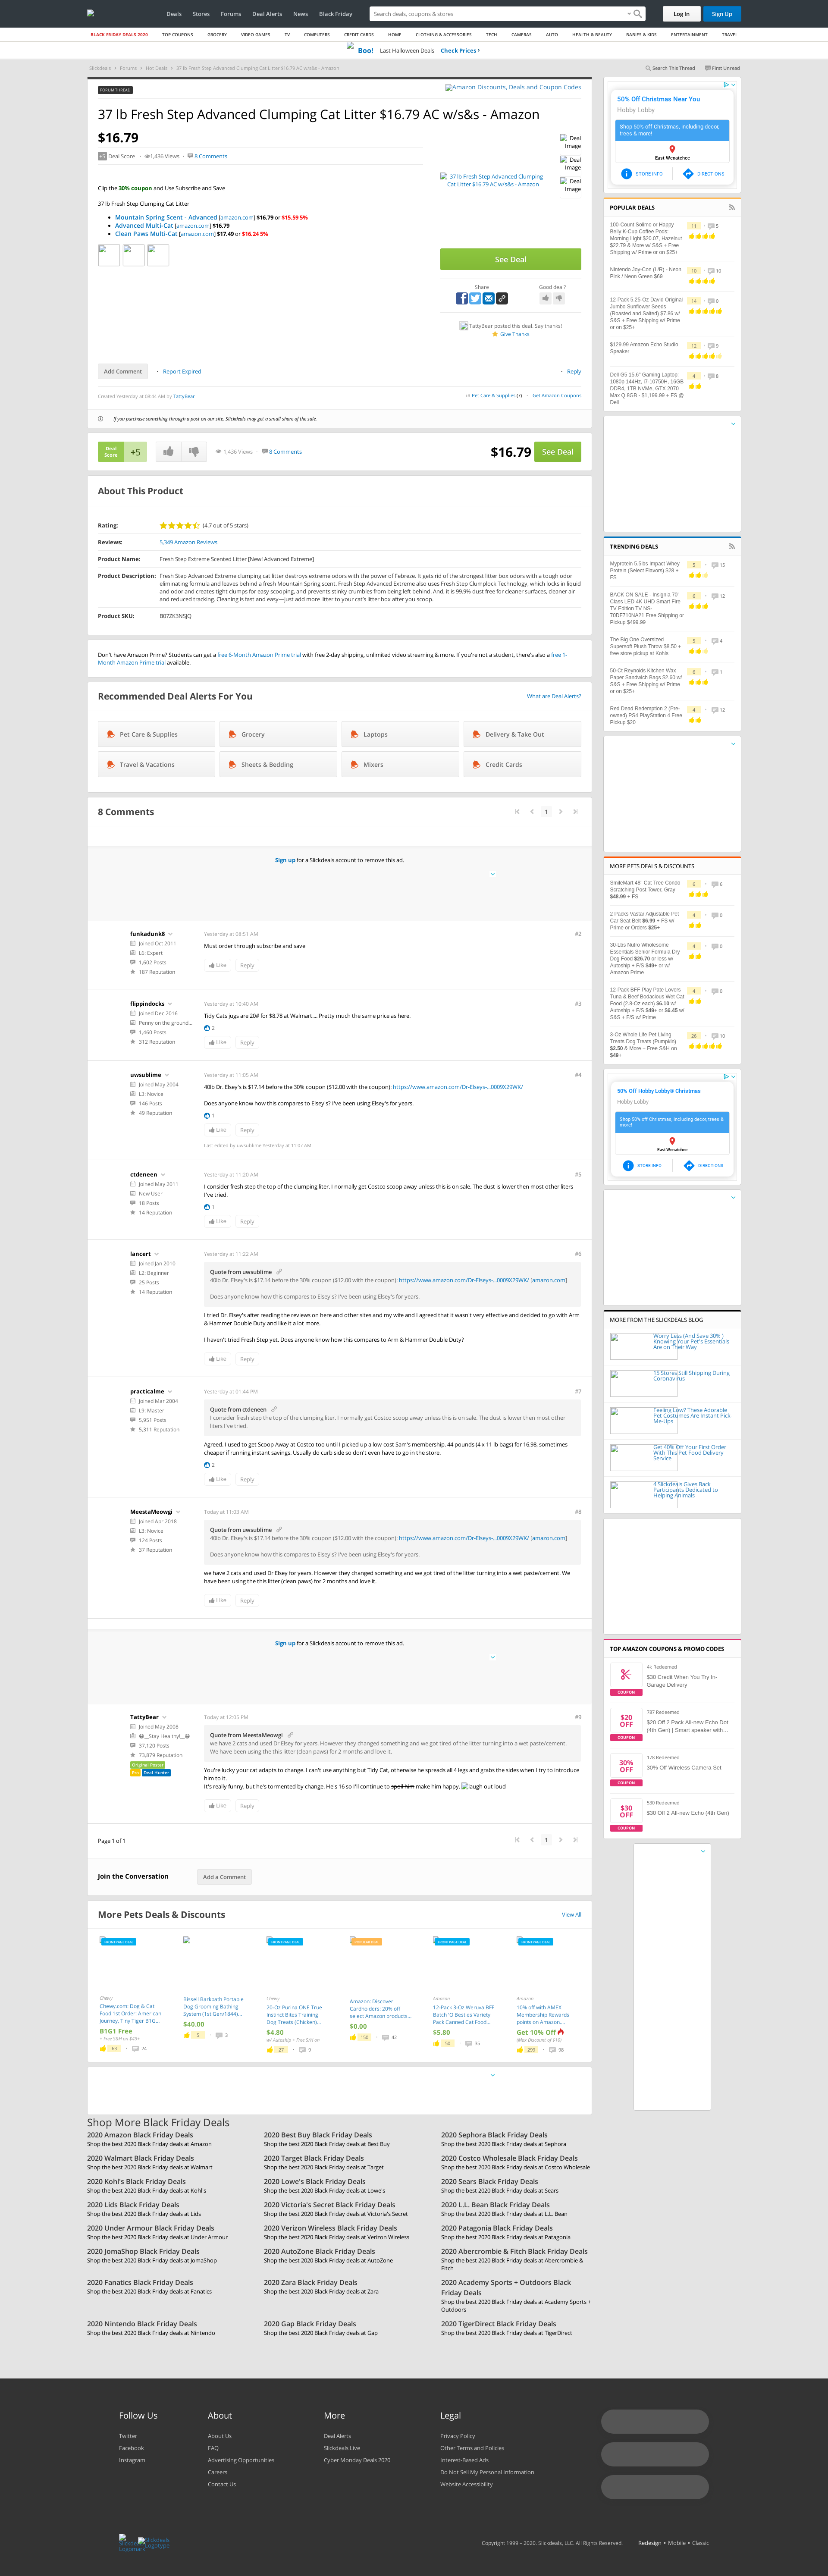 Deals Stores Forums Deal Alerts News Black Friday
Search deals, coupons & stores
Log In
Sign Up
BLACK FRIDAY DEALS 2020 TOP COUPONS GROCERY VIDEO GAMES TV COMPUTERS CREDIT CARDS HOME CLOTHING & ACCESSORIES TECH CAMERAS AUTO HEALTH & BEAUTY BABIES & KIDS ENTERTAINMENT TRAVEL
Boo! Last Halloween Deals Check Prices
Slickdeals Forums Hot Deals 37 lb Fresh Step Advanced Clumping Cat Litter $16.79 AC w/s&s - Amazon
Search This Thread First Unread
FORUM THREAD
Amazon Discounts, Deals and Coupon Codes
37 lb Fresh Step Advanced Clumping Cat Litter $16.79 AC w/s&s - Amazon
$16.79
+5 Deal Score 1,436 Views 8 Comments
Clip the 30% coupon and Use Subscribe and Save
37 lb Fresh Step Clumping Cat Litter
Mountain Spring Scent - Advanced [amazon.com] $16.79 or $15.59 5%
Advanced Multi-Cat [amazon.com] $16.79
Clean Paws Multi-Cat [amazon.com] $17.49 or $16.24 5%
37 lb Fresh Step Advanced Clumping Cat Litter $16.79 AC w/s&s - Amazon
Deal Image
Deal Image
Deal Image
See Deal
Share
Good deal?
TattyBear posted this deal. Say thanks!
Give Thanks
Add Comment
Report Expired
Reply
Created Yesterday at 08:49 AM by TattyBear
in Pet Care & Supplies (7) Get Amazon Coupons
If you purchase something through a post on our site, Slickdeals may get a small share of the sale.
Deal Score +5
1,436 Views 8 Comments
$16.79 See Deal
About This Product
Rating: (4.7 out of 5 stars)
Reviews: 5,349 Amazon Reviews
Product Name: Fresh Step Extreme Scented Litter [New! Advanced Extreme]
Product Description: Fresh Step Advanced Extreme clumping cat litter destroys extreme odors with the power of Febreze. It gets rid of the strongest litter box odors without the dust,
eliminating formula and leaves behind a fresh Mountain Spring scent. Fresh Step Advanced Extreme also uses Fresh Step Clumplock Technology, which locks in liquid
and odor instantly, creates tight clumps for easy scooping, and stops stinky crumbles from being left behind. And, it is 99.9% dust free for cleaner surfaces, cleaner air
and reduced tracking. Cleaning is fast and easy—just add more litter to your cat's litter box after you scoop.
Product SKU: B07ZK3NSJQ
Don't have Amazon Prime? Students can get a free 6-Month Amazon Prime trial with free 2-day shipping, unlimited video streaming & more. If you're not a student, there's also a free 1-
Month Amazon Prime trial available.
Recommended Deal Alerts For You
What are Deal Alerts?
Pet Care & Supplies Grocery Laptops Delivery & Take Out
Travel & Vacations Sheets & Bedding Mixers Credit Cards
8 Comments
1
Sign up for a Slickdeals account to remove this ad.
funkadunk8
Joined Oct 2011
L6: Expert
1,602 Posts
187 Reputation
Yesterday at 08:51 AM #2
Must order through subscribe and save
Like Reply
flippindocks
Joined Dec 2016
Penny on the ground...
1,460 Posts
312 Reputation
Yesterday at 10:40 AM #3
Tidy Cats jugs are 20# for $8.78 at Walmart.... Pretty much the same price as here.
2
Like Reply
uwsublime
Joined May 2004
L3: Novice
146 Posts
49 Reputation
Yesterday at 11:05 AM #4
40lb Dr. Elsey's is $17.14 before the 30% coupon ($12.00 with the coupon): https://www.amazon.com/Dr-Elseys-...0009X29WK/
Does anyone know how this compares to Elsey's? I've been using Elsey's for years.
1
Like Reply
Last edited by uwsublime Yesterday at 11:07 AM
ctdeneen
Joined May 2011
New User
18 Posts
14 Reputation
Yesterday at 11:20 AM #5
I consider fresh step the top of the clumping liter. I normally get Costco scoop away unless this is on sale. The dust is lower then most other liters
I've tried.
1
Like Reply
lancert
Joined Jan 2010
L2: Beginner
25 Posts
14 Reputation
Yesterday at 11:22 AM #6
Quote from uwsublime
40lb Dr. Elsey's is $17.14 before the 30% coupon ($12.00 with the coupon): https://www.amazon.com/Dr-Elseys-...0009X29WK/ [amazon.com]
Does anyone know how this compares to Elsey's? I've been using Elsey's for years.
I tried Dr. Elsey's after reading the reviews on here and other sites and my wife and I agreed that it wasn't very effective and decided to go with Arm
& Hammer Double Duty and like it a lot more.
I haven't tried Fresh Step yet. Does anyone know how this compares to Arm & Hammer Double Duty?
Like Reply
practicalme
Joined Mar 2004
L9: Master
5,951 Posts
5,311 Reputation
Yesterday at 01:44 PM #7
Quote from ctdeneen
I consider fresh step the top of the clumping liter. I normally get Costco scoop away unless this is on sale. The dust is lower then most other
liters I've tried.
Agreed. I used to get Scoop Away at Costco too until I picked up a low-cost Sam's membership. 44 pounds (4 x 11 lb bags) for 16.98, sometimes
cheaper if running instant savings. Usually do curb side so don't even have to go in the store.
2
Like Reply
MeestaMeowgi
Joined Apr 2018
L3: Novice
124 Posts
37 Reputation
Today at 11:03 AM #8
Quote from uwsublime
40lb Dr. Elsey's is $17.14 before the 30% coupon ($12.00 with the coupon): https://www.amazon.com/Dr-Elseys-...0009X29WK/ [amazon.com]
Does anyone know how this compares to Elsey's? I've been using Elsey's for years.
we have 2 cats and used Dr Elsey for years. However they changed something and we got tired of the litter turning into a wet paste/cement. We
have been using the this litter (clean paws) for 2 months and love it.
Like Reply
Sign up for a Slickdeals account to remove this ad.
TattyBear
Joined May 2008
__Stay Healthy!__
37,120 Posts
73,879 Reputation
Original Poster
Pro Deal Hunter
Today at 12:05 PM #9
Quote from MeestaMeowgi
we have 2 cats and used Dr Elsey for years. However they changed something and we got tired of the litter turning into a wet paste/cement.
We have been using the this litter (clean paws) for 2 months and love it.
You're lucky your cat adapts to change. I can't use anything but Tidy Cat, otherwise he spreads all 4 legs and grabs the sides when I try to introduce
him to it.
It's really funny, but he's tormented by change. He's 16 so I'll continue to spoil him make him happy. laugh out loud
Like Reply
Page 1 of 1
1
Join the Conversation Add a Comment
More Pets Deals & Discounts
View All
FRONTPAGE DEAL
Chewy
Chewy.com: Dog & Cat Food 1st Order: American Journey, Tiny Tiger B1G...
B1G1 Free
+ Free S&H on $49+
63 24
Bissell Barkbath Portable Dog Grooming Bathing System (1st Gen/1844)...
$40.00
5 3
FRONTPAGE DEAL
Chewy
20-Oz Purina ONE True Instinct Bites Training Dog Treats (Chicken)...
$4.80
w/ Autoship + Free S/H on
27 9
POPULAR DEAL
Amazon: Discover Cardholders: 20% off select Amazon products...
$0.00
150 42
FRONTPAGE DEAL
Amazon
12-Pack 3-Oz Weruva BFF Batch 'O Besties Variety Pack Canned Cat Food...
$5.80
50 35
FRONTPAGE DEAL
Amazon
10% off with AMEX Membership Rewards points on Amazon...
Get 10% Off
(Max Discount of $10)
299 98
Shop More Black Friday Deals
2020 Amazon Black Friday Deals
Shop the best 2020 Black Friday deals at Amazon
2020 Best Buy Black Friday Deals
Shop the best 2020 Black Friday deals at Best Buy
2020 Sephora Black Friday Deals
Shop the best 2020 Black Friday deals at Sephora
2020 Walmart Black Friday Deals
Shop the best 2020 Black Friday deals at Walmart
2020 Target Black Friday Deals
Shop the best 2020 Black Friday deals at Target
2020 Costco Wholesale Black Friday Deals
Shop the best 2020 Black Friday deals at Costco Wholesale
2020 Kohl's Black Friday Deals
Shop the best 2020 Black Friday deals at Kohl's
2020 Lowe's Black Friday Deals
Shop the best 2020 Black Friday deals at Lowe's
2020 Sears Black Friday Deals
Shop the best 2020 Black Friday deals at Sears
2020 Lids Black Friday Deals
Shop the best 2020 Black Friday deals at Lids
2020 Victoria's Secret Black Friday Deals
Shop the best 2020 Black Friday deals at Victoria's Secret
2020 L.L. Bean Black Friday Deals
Shop the best 2020 Black Friday deals at L.L. Bean
2020 Under Armour Black Friday Deals
Shop the best 2020 Black Friday deals at Under Armour
2020 Verizon Wireless Black Friday Deals
Shop the best 2020 Black Friday deals at Verizon Wireless
2020 Patagonia Black Friday Deals
Shop the best 2020 Black Friday deals at Patagonia
2020 JomaShop Black Friday Deals
Shop the best 2020 Black Friday deals at JomaShop
2020 AutoZone Black Friday Deals
Shop the best 2020 Black Friday deals at AutoZone
2020 Abercrombie & Fitch Black Friday Deals
Shop the best 2020 Black Friday deals at Abercrombie & Fitch
2020 Fanatics Black Friday Deals
Shop the best 2020 Black Friday deals at Fanatics
2020 Zara Black Friday Deals
Shop the best 2020 Black Friday deals at Zara
2020 Academy Sports + Outdoors Black Friday Deals
Shop the best 2020 Black Friday deals at Academy Sports + Outdoors
2020 Nintendo Black Friday Deals
Shop the best 2020 Black Friday deals at Nintendo
2020 Gap Black Friday Deals
Shop the best 2020 Black Friday deals at Gap
2020 TigerDirect Black Friday Deals
Shop the best 2020 Black Friday deals at TigerDirect
50% Off Christmas Near You
Hobby Lobby
Shop 50% off Christmas, including decor, trees & more!
East Wenatchee
STORE INFO DIRECTIONS
POPULAR DEALS
100-Count Solimo or Happy Belly K-Cup Coffee Pods: Morning Light $20.07, Hazelnut $22.79 & More w/ S&S + Free Shipping w/ Prime or on $25+
11 5
Nintendo Joy-Con (L/R) - Neon Pink / Neon Green $69
10 10
12-Pack 5.25-Oz David Original Jumbo Sunflower Seeds (Roasted and Salted) $7.86 w/ S&S + Free Shipping w/ Prime or on $25+
14 0
$129.99 Amazon Echo Studio Speaker
12 9
Dell G5 15.6" Gaming Laptop: 1080p 144Hz, i7-10750H, 16GB DDR4, 1TB NVMe, GTX 2070 Max Q 8GB - $1,199.99 + FS @ Dell
4 8
TRENDING DEALS
Myprotein 5.5lbs Impact Whey Protein (Select Flavors) $26 + FS
5 15
BACK ON SALE - Insignia 70" Class LED 4K UHD Smart Fire TV Edition TV NS-70DF710NA21 Free Shipping or Pickup $499.99
6 12
The Big One Oversized Supersoft Plush Throw $8.50 + free store pickup at Kohls
5 4
50-Ct Reynolds Kitchen Wax Paper Sandwich Bags $2.60 w/ S&S + Free Shipping w/ Prime or on $25+
6 1
Red Dead Redemption 2 (Pre-owned) PS4 PlayStation 4 Free Pickup $20
4 12
MORE PETS DEALS & DISCOUNTS
SmileMart 48" Cat Tree Condo Scratching Post Tower, Gray $48.99 + FS
6 6
2 Packs Vastar Adjustable Pet Car Seat Belt $6.99 + FS w/ Prime or Orders $25+
4 0
30-Lbs Nutro Wholesome Essentials Senior Formula Dry Dog Food $26.70 or less w/ Autoship + F/S $49+ or w/ Amazon Prime
4 0
12-Pack BFF Play Pate Lovers Tuna & Beef Bodacious Wet Cat Food (2.8-Oz each) $6.10 w/ Autoship + F/S $49+ or $6.45 w/ S&S + F/S w/ Prime
4 0
3-Oz Whole Life Pet Living Treats Dog Treats (Pumpkin) $2.50 & More + Free S&H on $49+
26 10
50% Off Hobby Lobby® Christmas
Hobby Lobby
Shop 50% off Christmas, including decor, trees & more!
East Wenatchee
STORE INFO DIRECTIONS
MORE FROM THE SLICKDEALS BLOG
Worry Less (And Save 30% ) Knowing Your Pet's Essentials Are on Their Way
15 Stores Still Shipping During Coronavirus
Feeling Low? These Adorable Pet Costumes Are Instant Pick-Me-Ups
Get 40% Off Your First Order With This Pet Food Delivery Service
4 Slickdeals Gives Back Participants Dedicated to Helping Animals
TOP AMAZON COUPONS & PROMO CODES
COUPON
4k Redeemed
$30 Credit When You Try In-Garage Delivery
$20 OFF COUPON
787 Redeemed
$20 Off 2 Pack All-new Echo Dot (4th Gen) | Smart speaker with...
30% OFF COUPON
178 Redeemed
30% Off Wireless Camera Set
$30 OFF COUPON
530 Redeemed
$30 Off 2 All-new Echo (4th Gen)
Follow Us
Twitter
Facebook
Instagram
About
About Us
FAQ
Advertising Opportunities
Careers
Contact Us
More
Deal Alerts
Slickdeals Live
Cyber Monday Deals 2020
Legal
Privacy Policy
Other Terms and Policies
Interest-Based Ads
Do Not Sell My Personal Information
Website Accessibility
Copyright 1999 – 2020. Slickdeals, LLC. All Rights Reserved. Redesign • Mobile • Classic